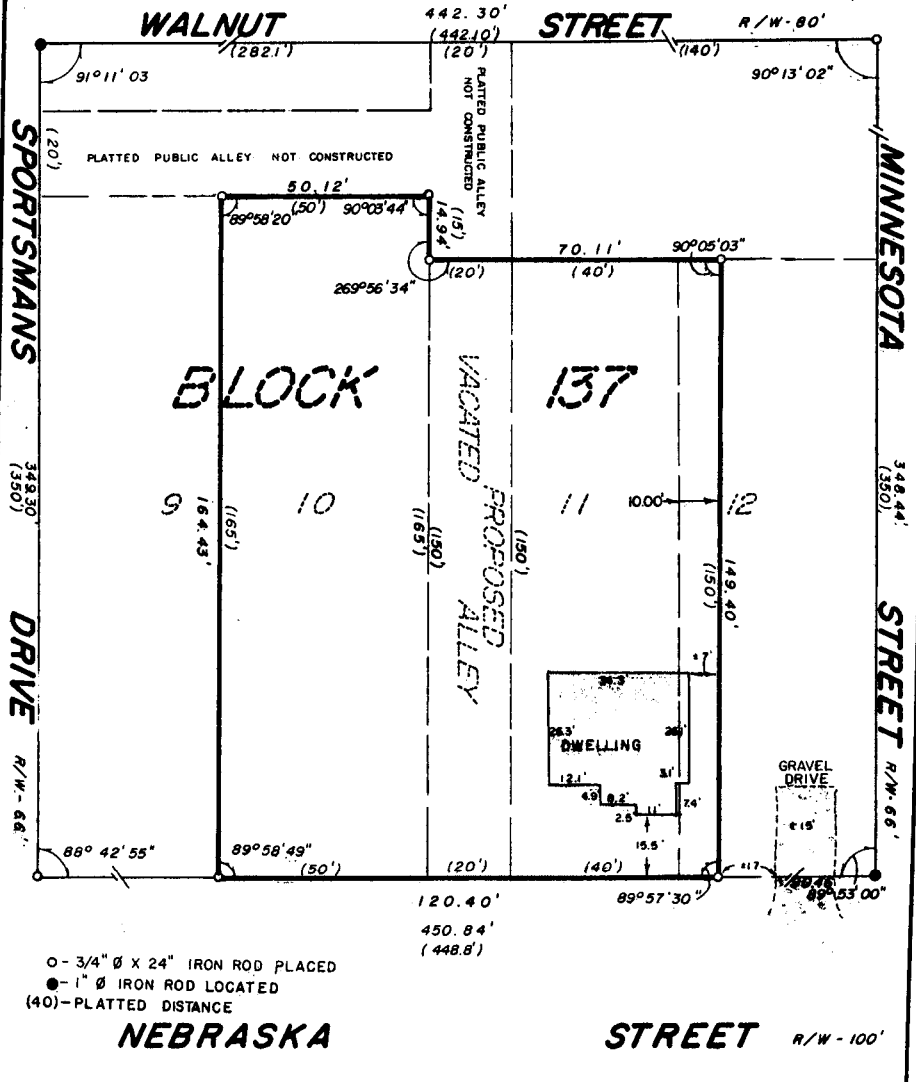 WALNUT STREET R/W-80'
442.30'
(442.10')
(282.1') (20') (140')
91°11'03
90°13'02"
PLATTED PUBLIC ALLEY
NOT CONSTRUCTED
(20')
PLATTED PUBLIC ALLEY NOT CONSTRUCTED
SPORTSMANS DRIVE R/W-66'
MINNESOTA STREET R/W-66'
50.12'
(50')
89°58'20" 90°03'44"
(15')
14.94'
70.11' 90°05'03"
(20') (40')
269°56'34"
BLOCK 137
VACATED PROPOSED ALLEY
349.30'
(350')
348.44'
(350')
9 10 11 12
10.00'
164.43'
(165')
(165')
(150')
(150')
149.40'
(150')
±7'
34.3'
26.3'
DWELLING
12.1'
3.1'
4.9
8.2'
2.5'
11'
7.4'
15.5'
GRAVEL
DRIVE
±15'
±17
88°42'55"
89°58'49"
(50') (20') (40')
89°57'30"
89°53'00"
120.40'
450.84'
(448.8')
O- 3/4" Ø X 24" IRON ROD PLACED
●- 1" Ø IRON ROD LOCATED
(40)-PLATTED DISTANCE
NEBRASKA STREET R/W-100'